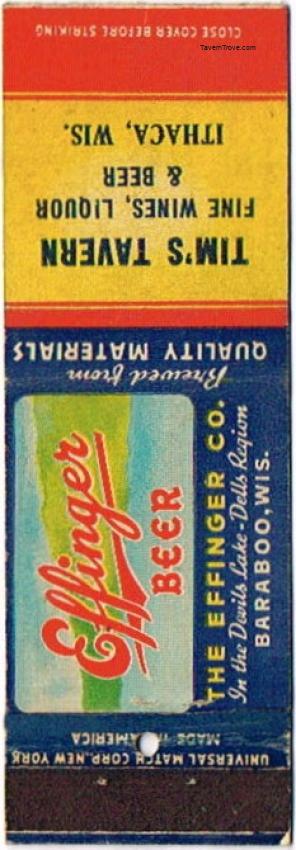 CLOSE COVER BEFORE STRIKING
TavernTrove.com
TIM'S TAVERN
FINE WINES, LIQUOR
& BEER
ITHACA, WIS.
Brewed from
QUALITY MATERIALS
Effinger
BEER
THE EFFINGER CO.
In the Devils Lake-Dells Region
BARABOO, WIS.
UNIVERSAL MATCH CORP. NEW YORK
MADE IN AMERICA